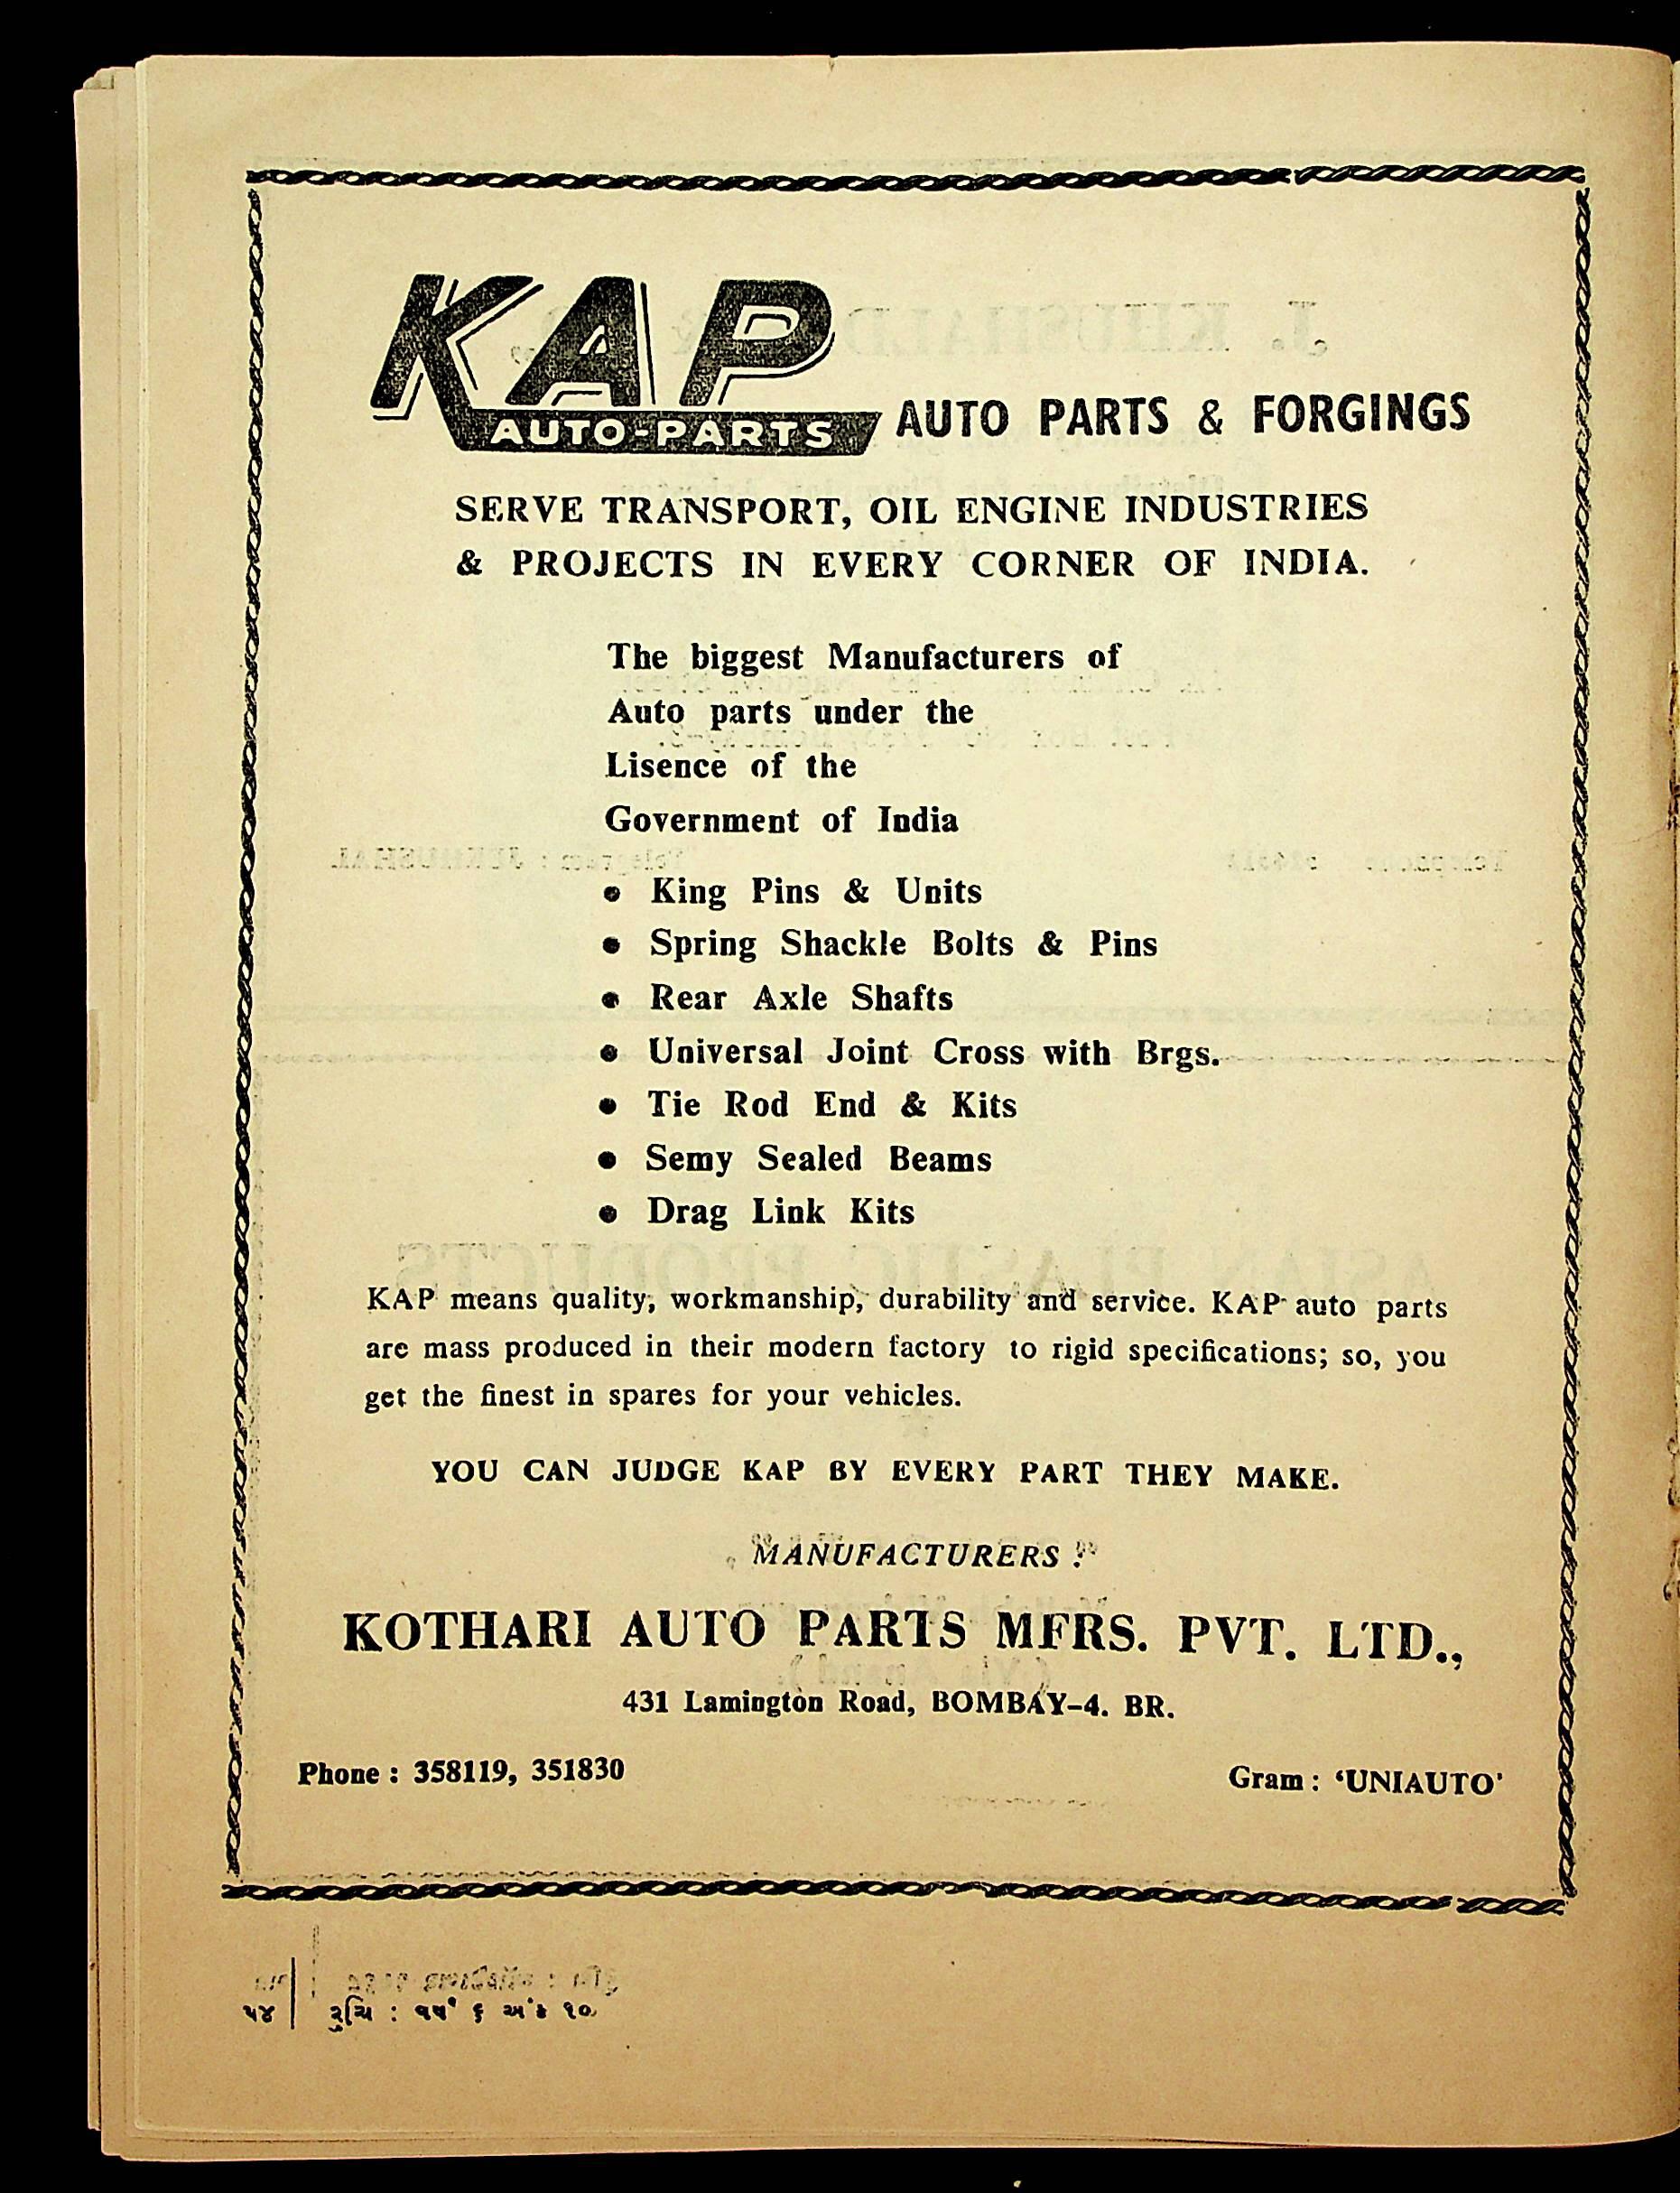 KAP
AUTO-PARTS
AUTO PARTS & FORGINGS
SERVE TRANSPORT, OIL ENGINE INDUSTRIES
& PROJECTS IN EVERY CORNER OF INDIA.
The biggest Manufacturers of
Auto parts under the
Lisence of the
Government of India
• King Pins & Units
• Spring Shackle Bolts & Pins
• Rear Axle Shafts
• Universal Joint Cross with Brgs.
• Tie Rod End & Kits
• Semy Sealed Beams
• Drag Link Kits
KAP means quality, workmanship, durability and service. KAP auto parts
are mass produced in their modern factory to rigid specifications; so, you
get the finest in spares for your vehicles.
YOU CAN JUDGE KAP BY EVERY PART THEY MAKE.
MANUFACTURERS :
KOTHARI AUTO PARTS MFRS. PVT. LTD.,
431 Lamington Road, BOMBAY-4. BR.
Phone : 358119, 351830
Gram : ‘UNIAUTO’
૫૪ | રુચિ : વર્ષ ૬ અંક ૧૦